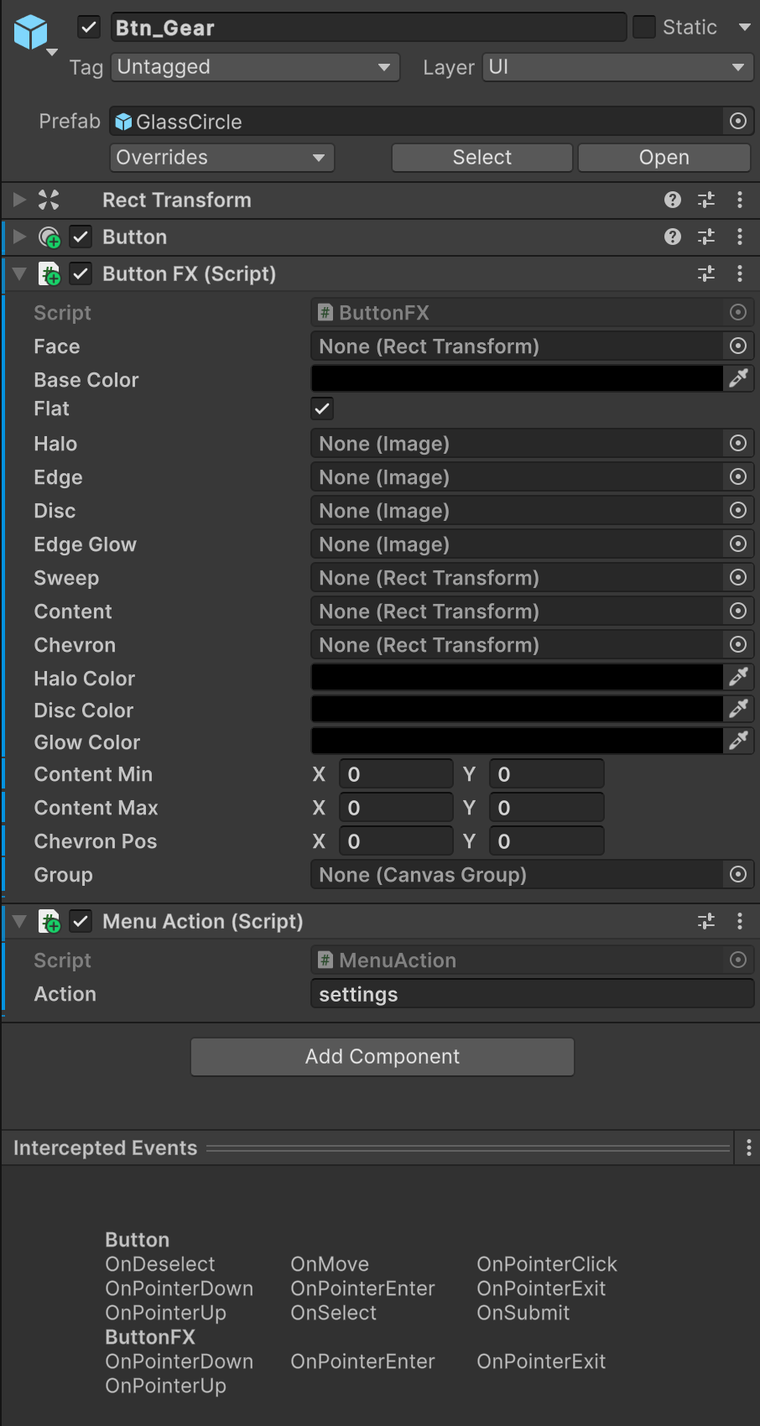 Btn_Gear Static
Tag Untagged Layer UI
Prefab GlassCircle
Overrides Select Open
Rect Transform
Button
Button FX (Script)
Script # ButtonFX
Face None (Rect Transform)
Base Color
Flat
Halo None (Image)
Edge None (Image)
Disc None (Image)
Edge Glow None (Image)
Sweep None (Rect Transform)
Content None (Rect Transform)
Chevron None (Rect Transform)
Halo Color
Disc Color
Glow Color
Content Min X 0 Y 0
Content Max X 0 Y 0
Chevron Pos X 0 Y 0
Group None (Canvas Group)
Menu Action (Script)
Script # MenuAction
Action settings
Add Component
Intercepted Events
Button
OnDeselect OnMove OnPointerClick
OnPointerDown OnPointerEnter OnPointerExit
OnPointerUp OnSelect OnSubmit
ButtonFX
OnPointerDown OnPointerEnter OnPointerExit
OnPointerUp